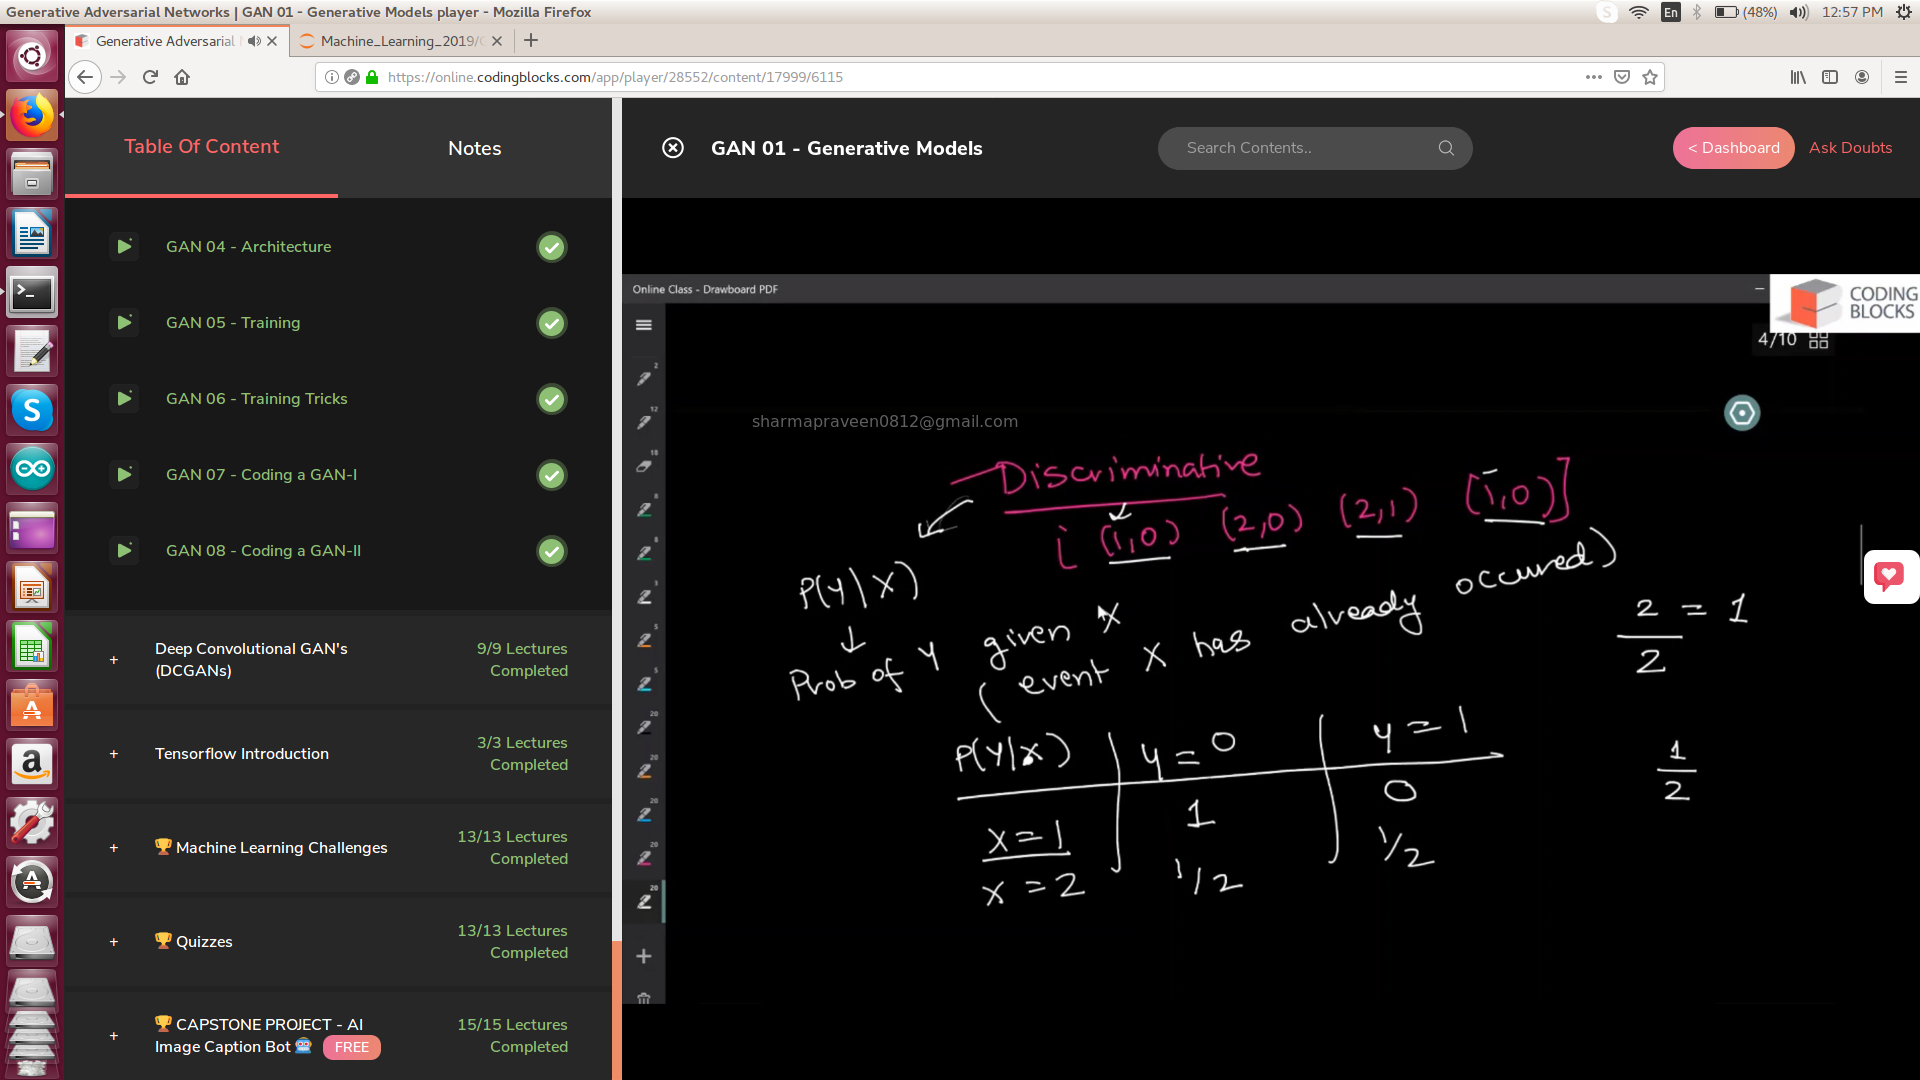 Generative Adversarial Networks | GAN 01 - Generative Models player - Mozilla Firefox
En (48%) 12:57 PM
Generative Adversarial
Machine_Learning_2019/
https://online.codingblocks.com/app/player/28552/content/17999/6115
Table Of Content
Notes
GAN 01 - Generative Models
Search Contents..
< Dashboard
Ask Doubts
GAN 04 - Architecture
GAN 05 - Training
GAN 06 - Training Tricks
GAN 07 - Coding a GAN-I
GAN 08 - Coding a GAN-II
+ Deep Convolutional GAN's (DCGANs)
9/9 Lectures Completed
+ Tensorflow Introduction
3/3 Lectures Completed
+ 🏆 Machine Learning Challenges
13/13 Lectures Completed
+ 🏆 Quizzes
13/13 Lectures Completed
+ 🏆 CAPSTONE PROJECT - AI Image Caption Bot 🤖 FREE
15/15 Lectures Completed
Online Class - Drawboard PDF
CODING BLOCKS
4/10
sharmapraveen0812@gmail.com
Discriminative
[ (1,0) (2,0) (2,1) (1,0)]
P(Y|X)
Prob of Y given X
( event X has already occured)
2/2 = 1
P(Y|X) y = 0 y = 1
x = 1 1 0
x = 2 1/2 1/2
1/2